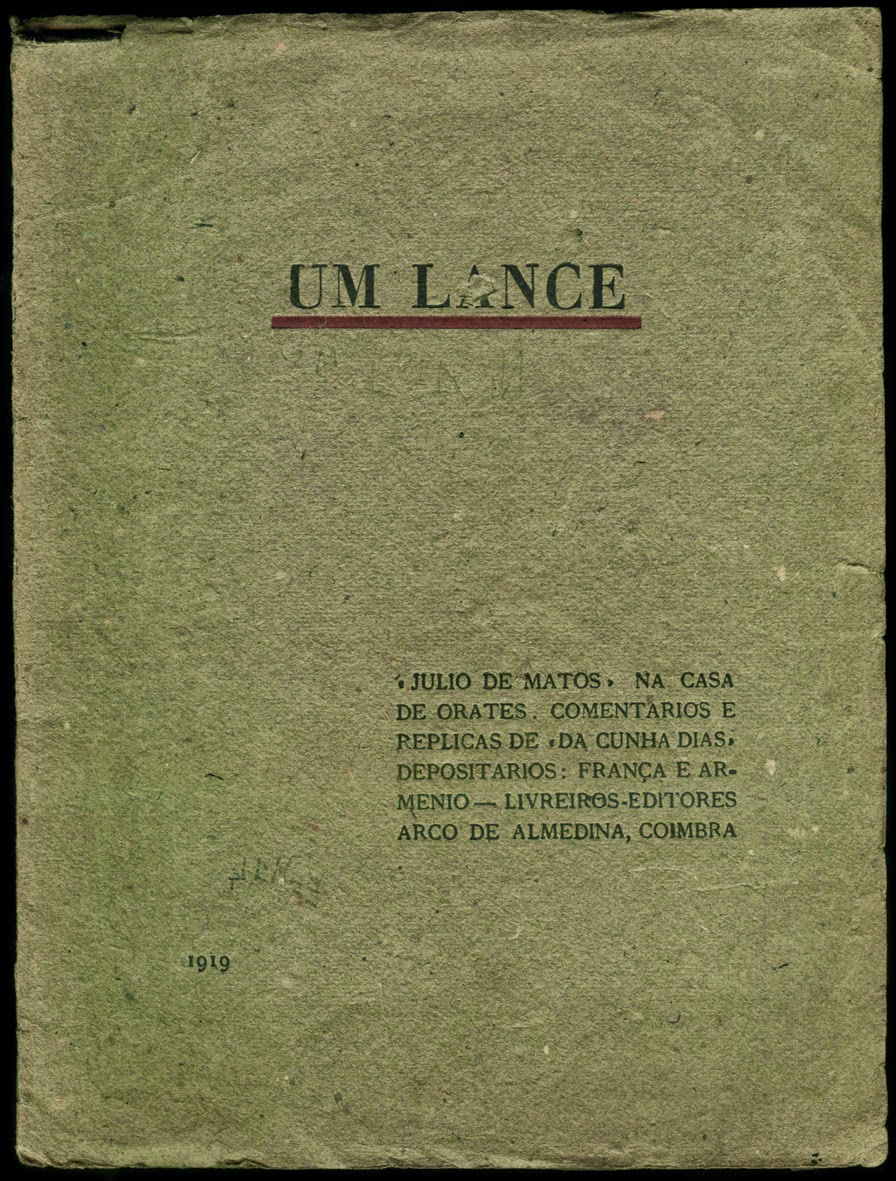 UM LANCE
«JULIO DE MATOS» NA CASA
DE ORATES. COMENTARIOS E
REPLICAS DE «DA CUNHA DIAS»
DEPOSITARIOS: FRANÇA E AR-
MENIO — LIVREIROS-EDITORES
ARCO DE ALMEDINA, COIMBRA
1919